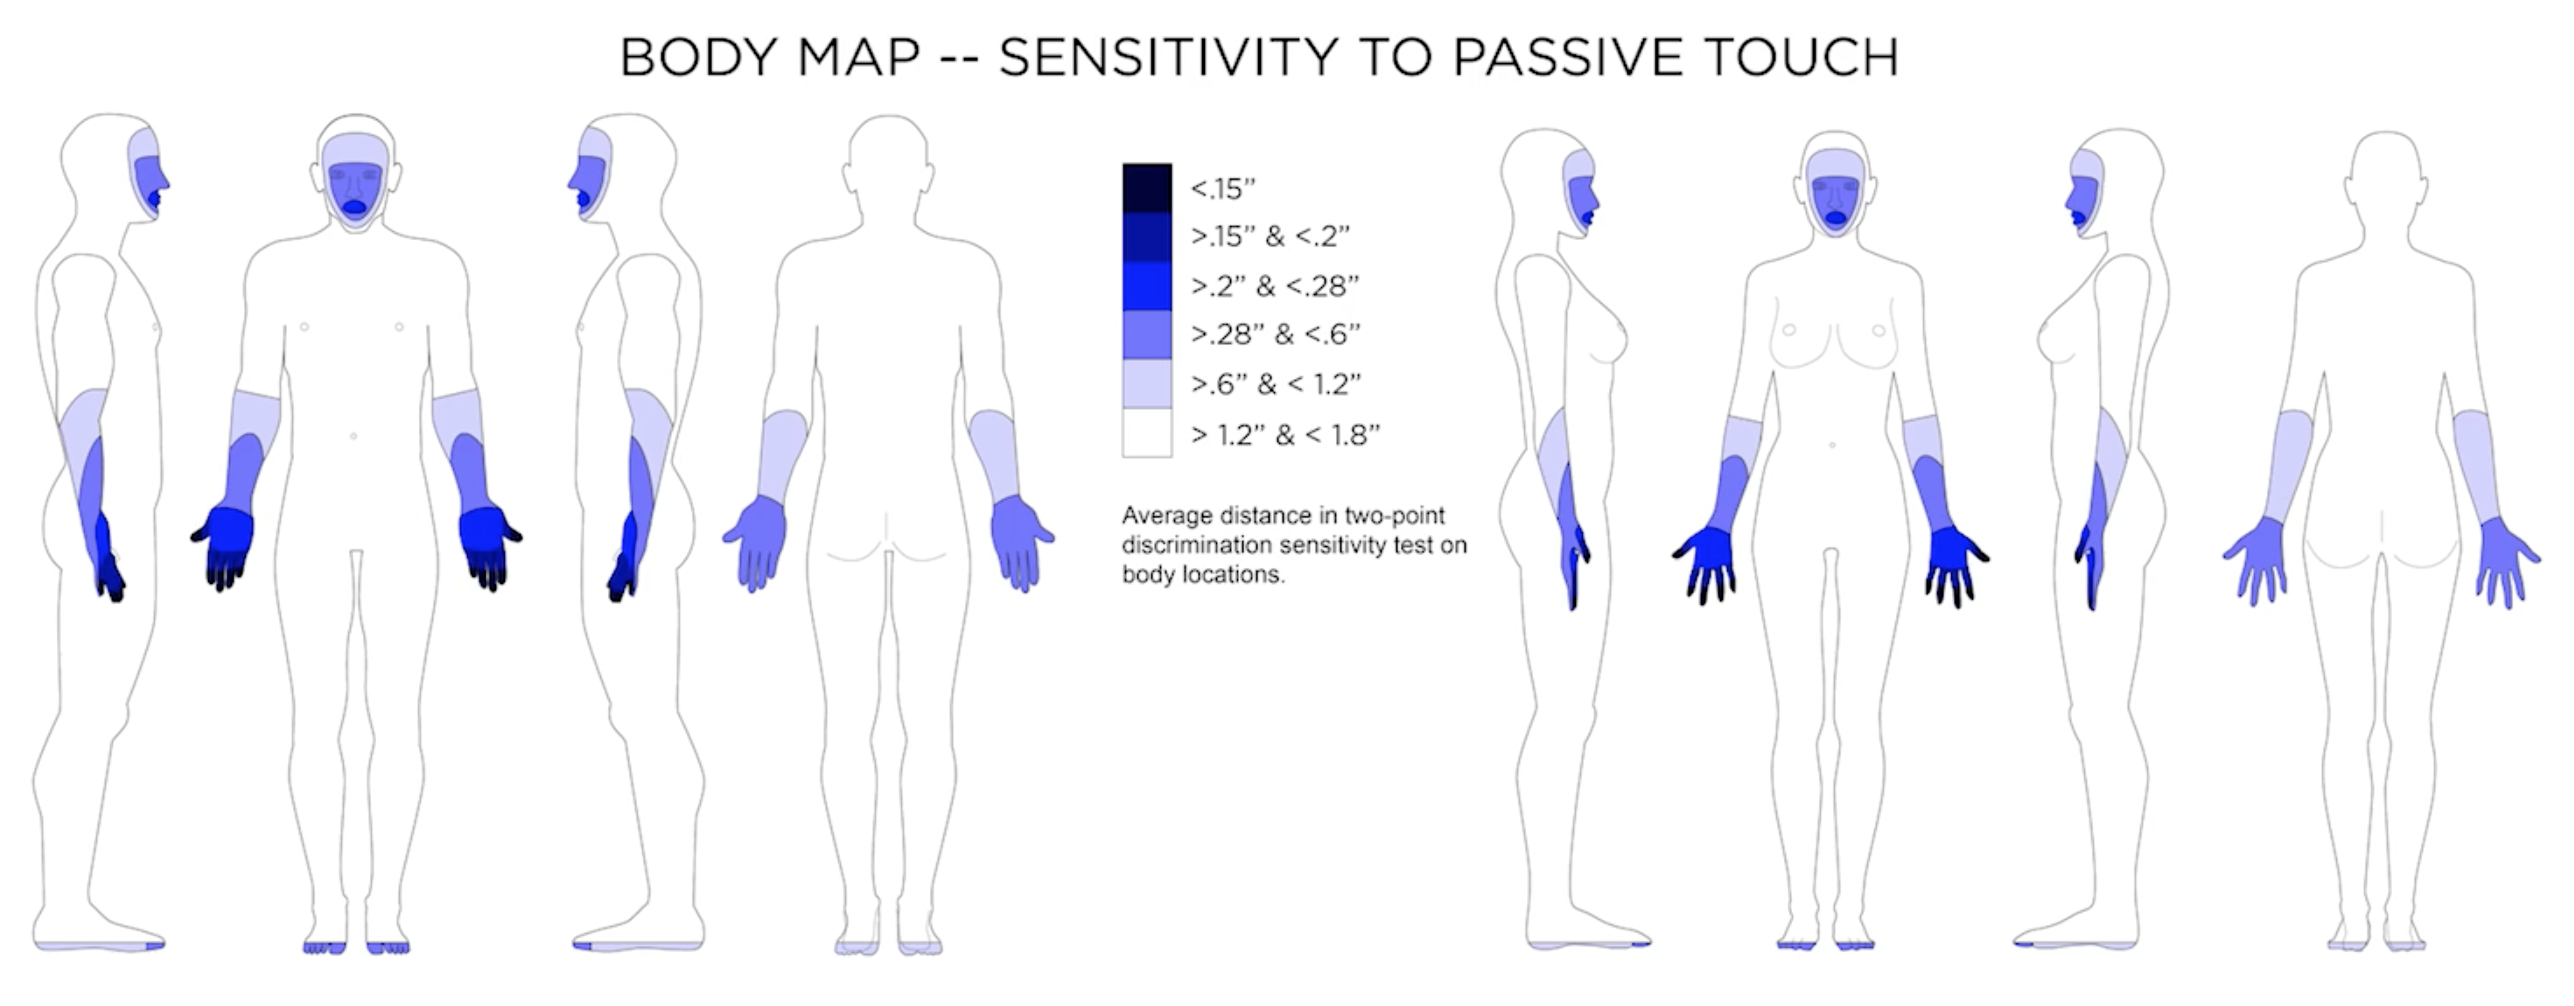 BODY MAP -- SENSITIVITY TO PASSIVE TOUCH
<.15”
>.15” & <.2”
>.2” & <.28”
>.28” & <.6”
>.6” & < 1.2”
> 1.2” & < 1.8”
Average distance in two-point
discrimination sensitivity test on
body locations.